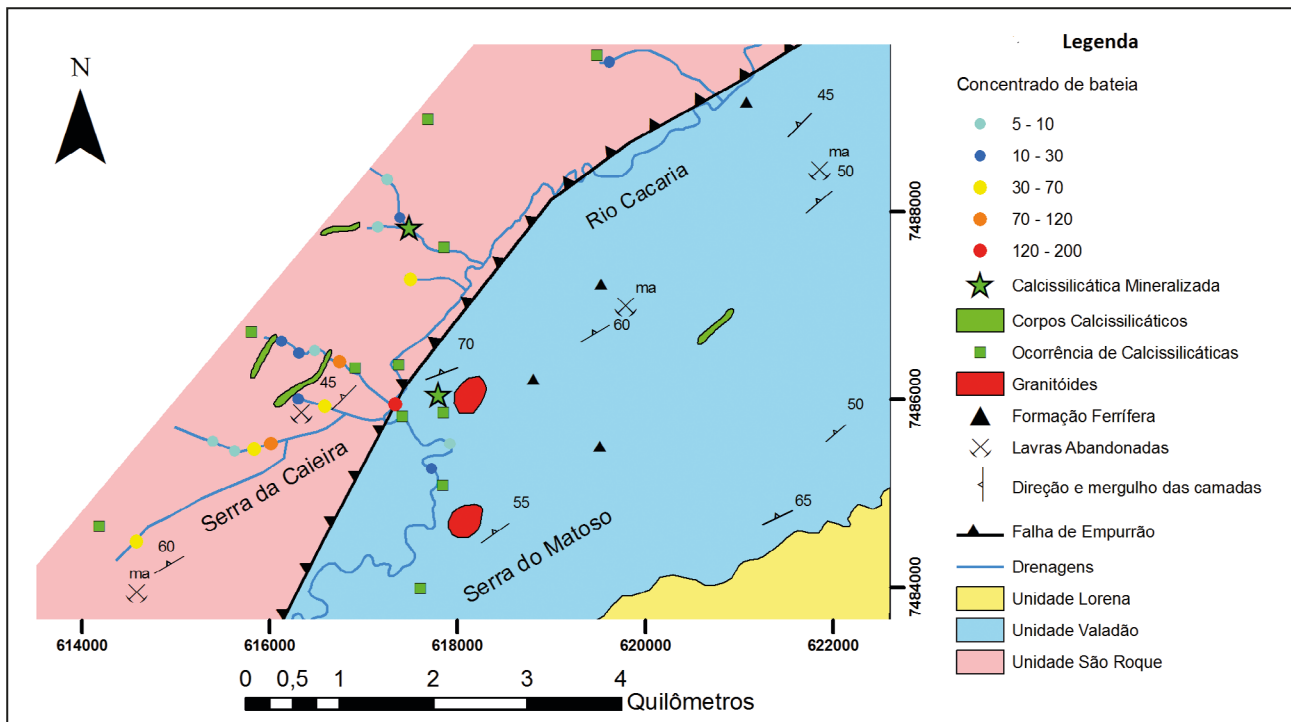 N
45
ma
50
Rio Cacaria
7488000
ma
60
70
45
7486000
50
Serra da Caieira
55
65
Serra do Matoso
60
ma
7484000
614000
616000
618000
620000
622000
0 0,5 1 2 3 4
Quilômetros
Legenda
Concentrado de bateia
5 - 10
10 - 30
30 - 70
70 - 120
120 - 200
Calcissilicática Mineralizada
Corpos Calcissilicáticos
Ocorrência de Calcissilicáticas
Granitóides
Formação Ferrífera
Lavras Abandonadas
Direção e mergulho das camadas
Falha de Empurrão
Drenagens
Unidade Lorena
Unidade Valadão
Unidade São Roque